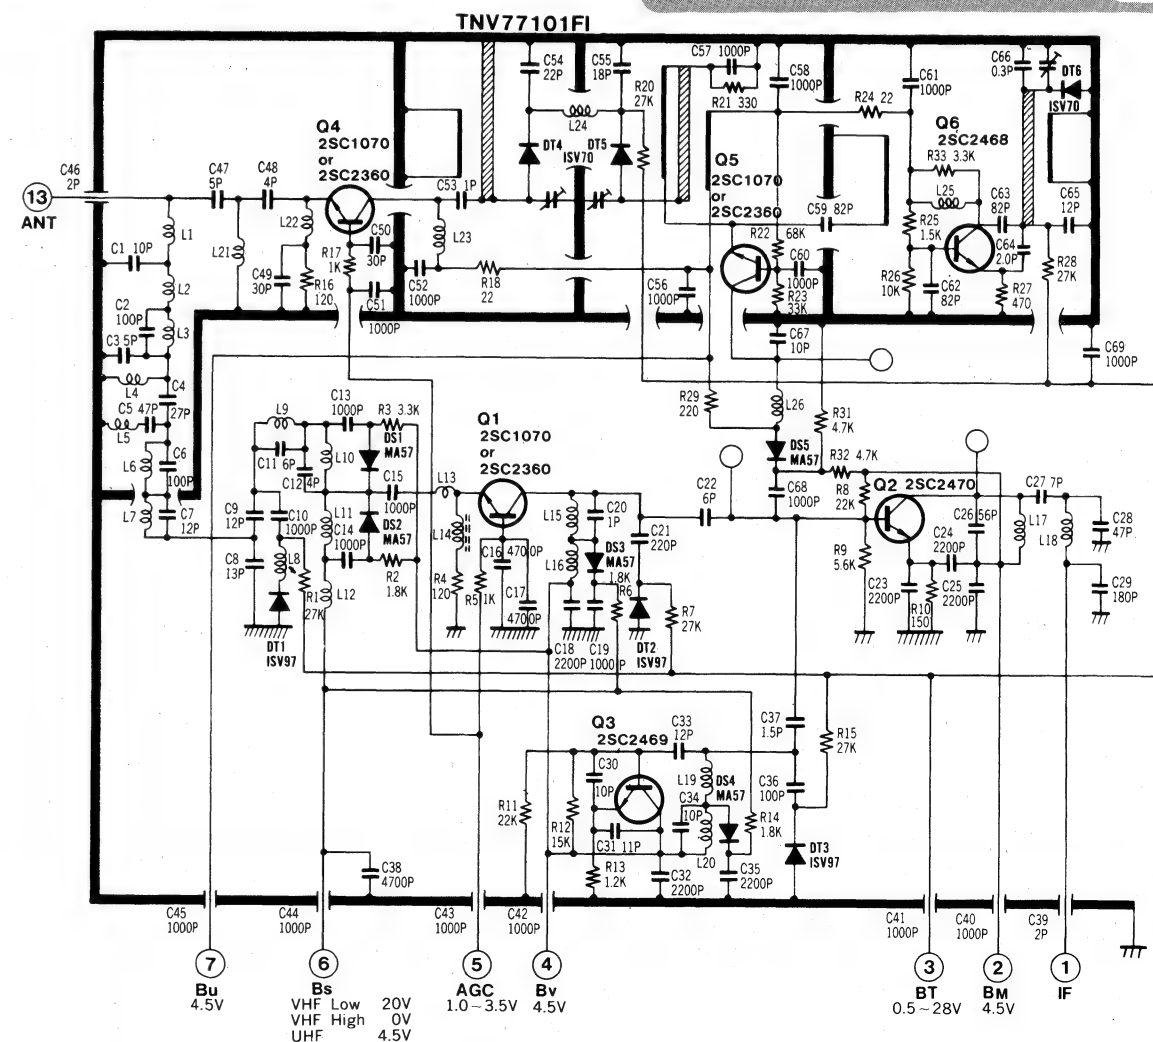 TNV77101FI
C57 1000P
C54
22P
C55
18P
R20
27K
C58
1000P
R21 330
C61
1000P
C66
0.3P
DT6
ISV70
R24 22
L24
Q4
2SC1070
or
2SC2360
DT4
DT5
ISV70
Q6
2SC2468
R33 3.3K
C46
2P
C47
5P
C48
4P
C53 1P
Q5
2SC1070
or
2SC2360
C59 82P
L25
C63
82P
C65
12P
13
ANT
L1
L22
L21
R17
1K
C50
30P
L23
R22
68K
R25
1.5K
C64
2.0P
C1 10P
C49
30P
R16
120
C52
1000P
R18
22
C56
1000P
C60
1000P
R23
33K
R26
10K
C62
82P
R27
470
R28
27K
L2
C51
1000P
C2
100P
L3
C3 5P
C67
10P
C69
1000P
L4
C4
27P
C5 47P
L5
R29
220
L26
R31
4.7K
C13
1000P
R3 3.3K
L9
DS1
MA57
Q1
2SC1070
or
2SC2360
DS5
MA57
R32 4.7K
C6
100P
L6
C11 6P
C12 4P
L10
C15
1000P
L13
C22
6P
C68
1000P
R8
22K
Q2 2SC2470
C27 7P
L7
C7
12P
C9
12P
C10
1000P
L11
C14
1000P
DS2
MA57
L14
L15
C20
1P
C21
220P
C26 56P
L17
L18
C28
47P
C8
13P
L8
R1
27K
R2
1.8K
R4
120
C16
4700P
R5 1K
C17
4700P
L16
DS3
MA57
1.8K
R6
R9
5.6K
C24
2200P
C23
2200P
R10
150
C25
2200P
C29
180P
L12
DT1
ISV97
C18
2200P
C19
1000P
DT2
ISV97
R7
27K
Q3
2SC2469
C33
12P
C37
1.5P
R15
27K
C30
10P
L19
DS4
MA57
C36
100P
R11
22K
C34
10P
R12
15K
C31 11P
L20
R14
1.8K
DT3
ISV97
R13
1.2K
C32
2200P
C35
2200P
C38
4700P
C45
1000P
C44
1000P
C43
1000P
C42
1000P
C41
1000P
C40
1000P
C39
2P
7
Bu
4.5V
6
Bs
VHF Low 20V
VHF High 0V
UHF 4.5V
5
AGC
1.0~3.5V
4
Bv
4.5V
3
BT
0.5~28V
2
BM
4.5V
1
IF